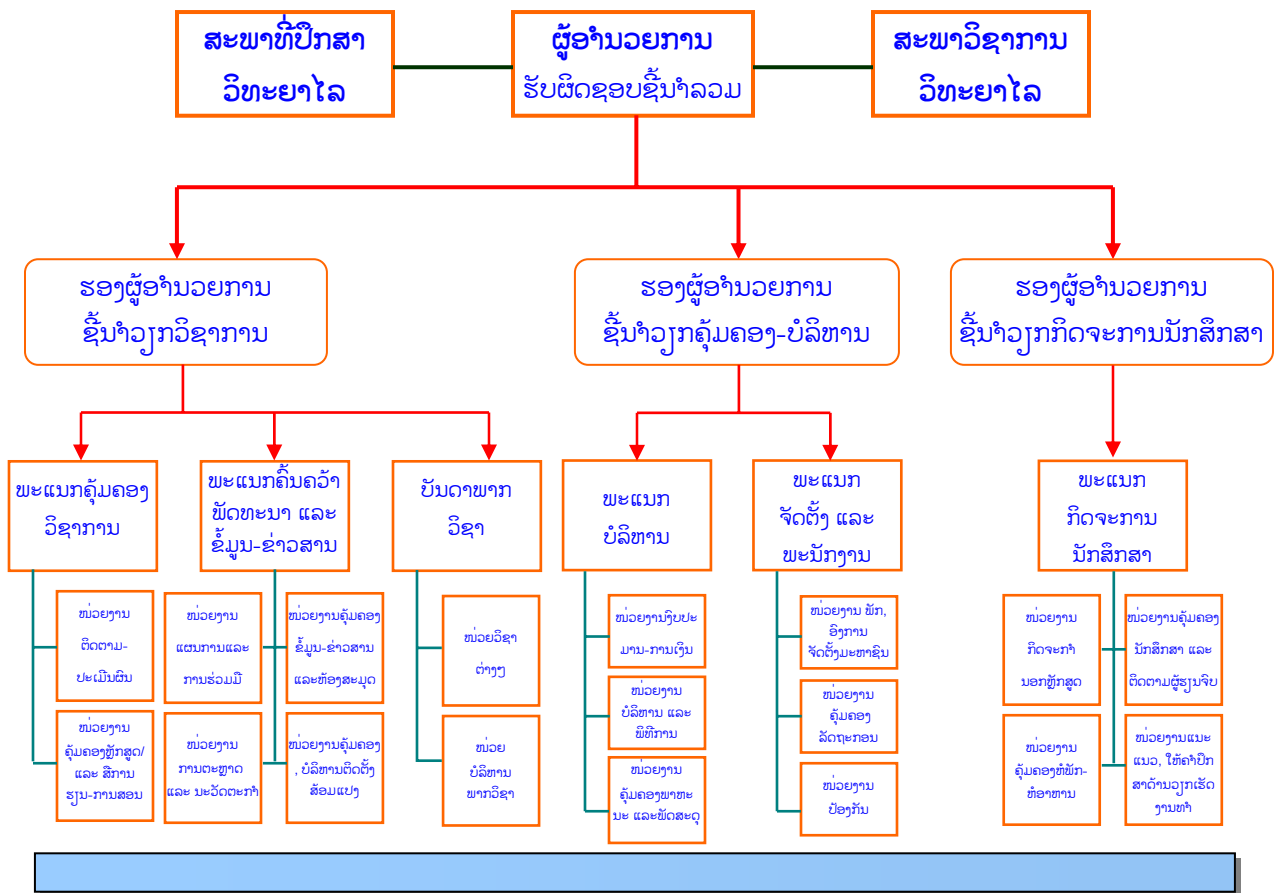 ສະພາທີ່ປຶກສາ
ວິທະຍາໄລ
ຜູ້ອຳນວຍການ
ຮັບຜິດຊອບຊີ້ນຳລວມ
ສະພາວິຊາການ
ວິທະຍາໄລ
ຮອງຜູ້ອຳນວຍການ
ຊີ້ນຳວຽກວິຊາການ
ຮອງຜູ້ອຳນວຍການ
ຊີ້ນຳວຽກຄຸ້ມຄອງ-ບໍລິຫານ
ຮອງຜູ້ອຳນວຍການ
ຊີ້ນຳວຽກກິດຈະການນັກສຶກສາ
ພະແນກຄຸ້ມຄອງ
ວິຊາການ
ພະແນກຄົ້ນຄວ້າ
ພັດທະນາ ແລະ
ຂໍ້ມູນ-ຂ່າວສານ
ບັນດາພາກ
ວິຊາ
ພະແນກ
ບໍລິຫານ
ພະແນກ
ຈັດຕັ້ງ ແລະ
ພະນັກງານ
ພະແນກ
ກິດຈະການ
ນັກສຶກສາ
ໜ່ວຍງານ
ຕິດຕາມ-
ປະເມີນຜົນ
ໜ່ວຍງານ
ແຜນການແລະ
ການຮ່ວມມື
ໜ່ວຍງານຄຸ້ມຄອງ
ຂໍ້ມູນ-ຂ່າວສານ
ແລະຫ້ອງສະມຸດ
ໜ່ວຍວິຊາ
ຕ່າງໆ
ໜ່ວຍງານງົບປະ
ມານ-ການເງິນ
ໜ່ວຍງານ ພັກ,
ອົງການ
ຈັດຕັ້ງມະຫາຊົນ
ໜ່ວຍງານ
ກິດຈະກຳ
ນອກຫຼັກສູດ
ໜ່ວຍງານຄຸ້ມຄອງ
ນັກສຶກສາ ແລະ
ຕິດຕາມຜູ້ຮຽນຈົບ
ໜ່ວຍງານ
ຄຸ້ມຄອງຫຼັກສູດ/
ແລະ ສື່ການ
ຮຽນ-ການສອນ
ໜ່ວຍງານ
ການຕະຫຼາດ
ແລະ ນະວັດຕະກຳ
ໜ່ວຍງານຄຸ້ມຄອງ
, ບໍລິຫານຕິດຕັ້ງ
ສ້ອມແປງ
ໜ່ວຍ
ບໍລິຫານ
ພາກວິຊາ
ໜ່ວຍງານ
ບໍລິຫານ ແລະ
ພິທີການ
ໜ່ວຍງານ
ຄຸ້ມຄອງ
ລັດຖະກອນ
ໜ່ວຍງານ
ຄຸ້ມຄອງພາຫະ
ນະ ແລະພັດສະດຸ
ໜ່ວຍງານ
ປ້ອງກັນ
ໜ່ວຍງານ
ຄຸ້ມຄອງຫໍພັກ-
ຫໍອາຫານ
ໜ່ວຍງານແນະ
ແນວ, ໃຫ້ຄຳປຶກ
ສາດ້ານວຽກເຮັດ
ງານທຳ